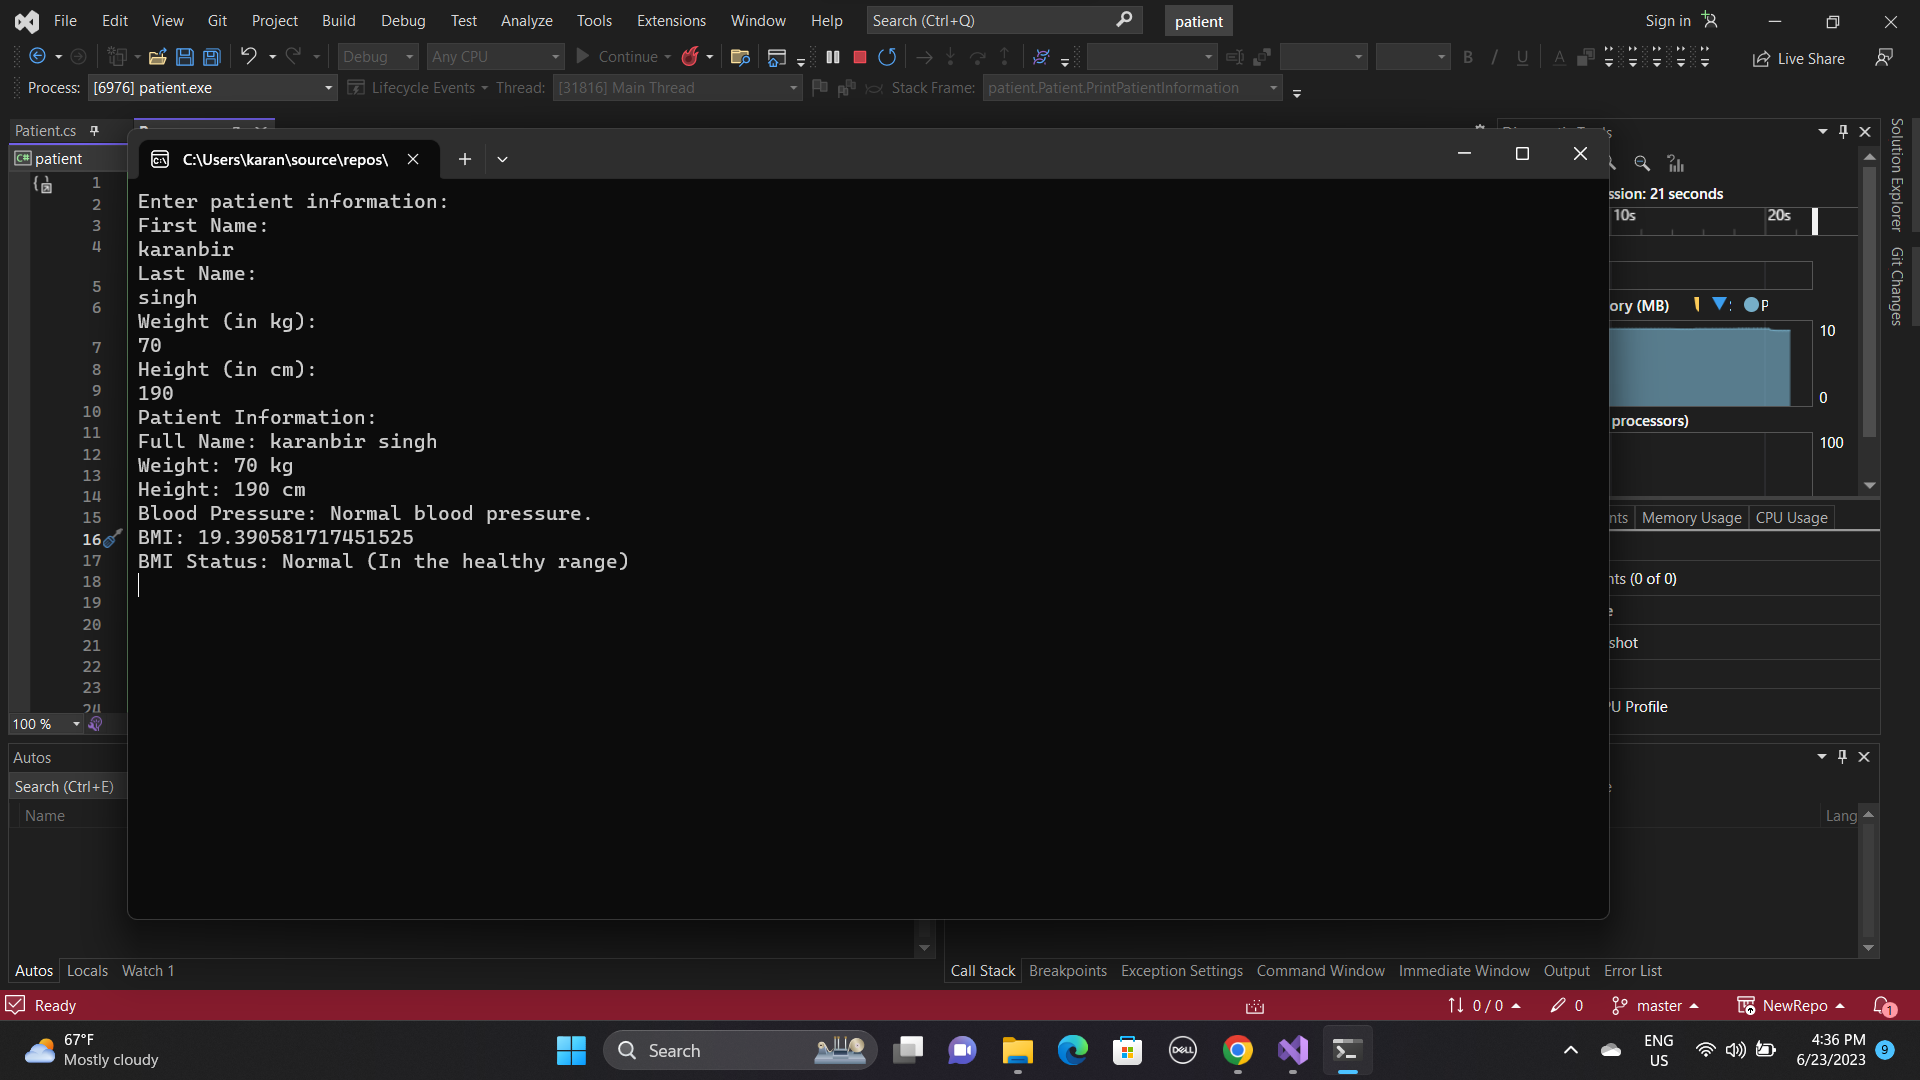 File Edit View Git Project Build Debug Test Analyze Tools Extensions Window Help Search (Ctrl+Q) patient Sign in
Debug Any CPU Continue Live Share
Process: [6976] patient.exe Lifecycle Events Thread: [31816] Main Thread Stack Frame: patient.Patient.PrintPatientInformation
Patient.cs
C# patient
C:\Users\karan\source\repos\
Enter patient information:
First Name:
karanbir
Last Name:
singh
Weight (in kg):
70
Height (in cm):
190
Patient Information:
Full Name: karanbir singh
Weight: 70 kg
Height: 190 cm
Blood Pressure: Normal blood pressure.
BMI: 19.390581717451525
BMI Status: Normal (In the healthy range)
1
2
3
4
5
6
7
8
9
10
11
12
13
14
15
16
17
18
19
20
21
22
23
24
100 %
ssion: 21 seconds
10s 20s
ory (MB) P
10
0
processors)
100
nts Memory Usage CPU Usage
nts (0 of 0)
e
shot
PU Profile
Solution Explorer
Git Changes
Autos
Search (Ctrl+E)
Name
Lang
Autos Locals Watch 1
Call Stack Breakpoints Exception Settings Command Window Immediate Window Output Error List
Ready 0 / 0 0 master NewRepo 1
67°F
Mostly cloudy
Search
DELL
ENG
US
4:36 PM
6/23/2023
9